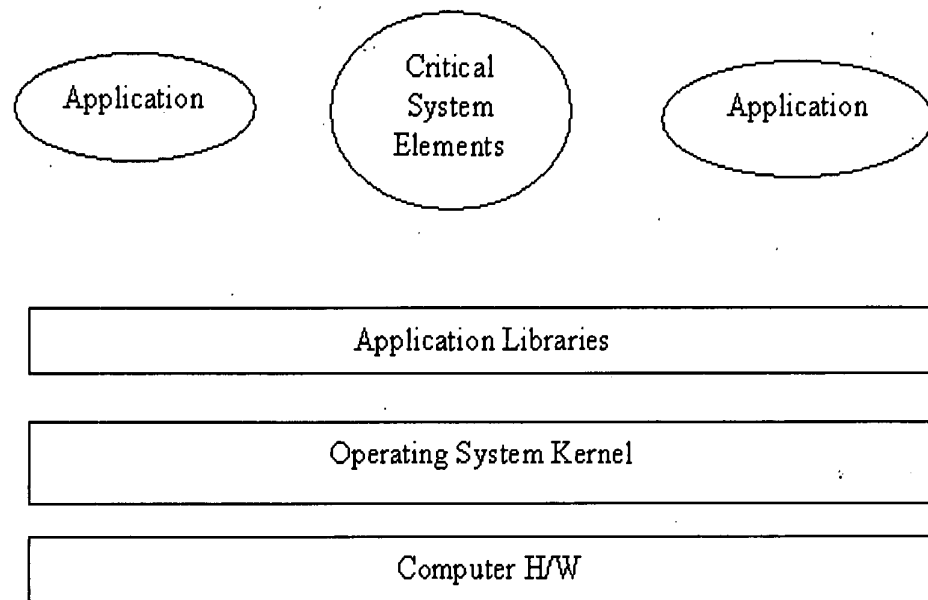 Application
Critical
System
Elements
Application
Application Libraries
Operating System Kernel
Computer H/W